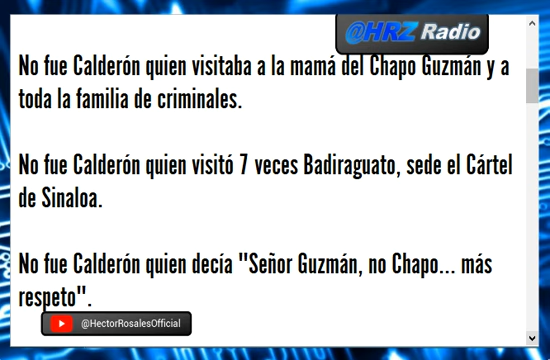 @HRZ Radio
No fue Calderón quien visitaba a la mamá del Chapo Guzmán y a
toda la familia de criminales.
No fue Calderón quien visitó 7 veces Badiraguato, sede el Cártel
de Sinaloa.
No fue Calderón quien decía "Señor Guzmán, no Chapo... más
respeto".
@HectorRosalesOfficial